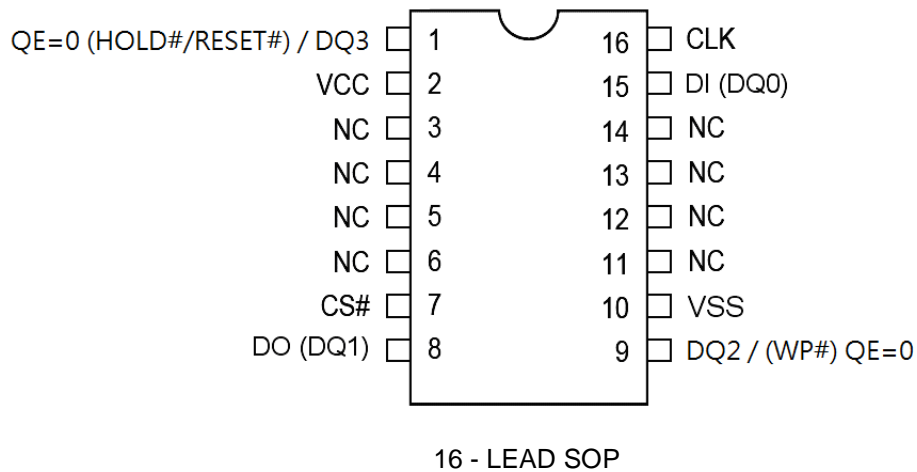 QE=0 (HOLD#/RESET#) / DQ3 1 16 CLK
VCC 2 15 DI (DQ0)
NC 3 14 NC
NC 4 13 NC
NC 5 12 NC
NC 6 11 NC
CS# 7 10 VSS
DO (DQ1) 8 9 DQ2 / (WP#) QE=0
16 - LEAD SOP